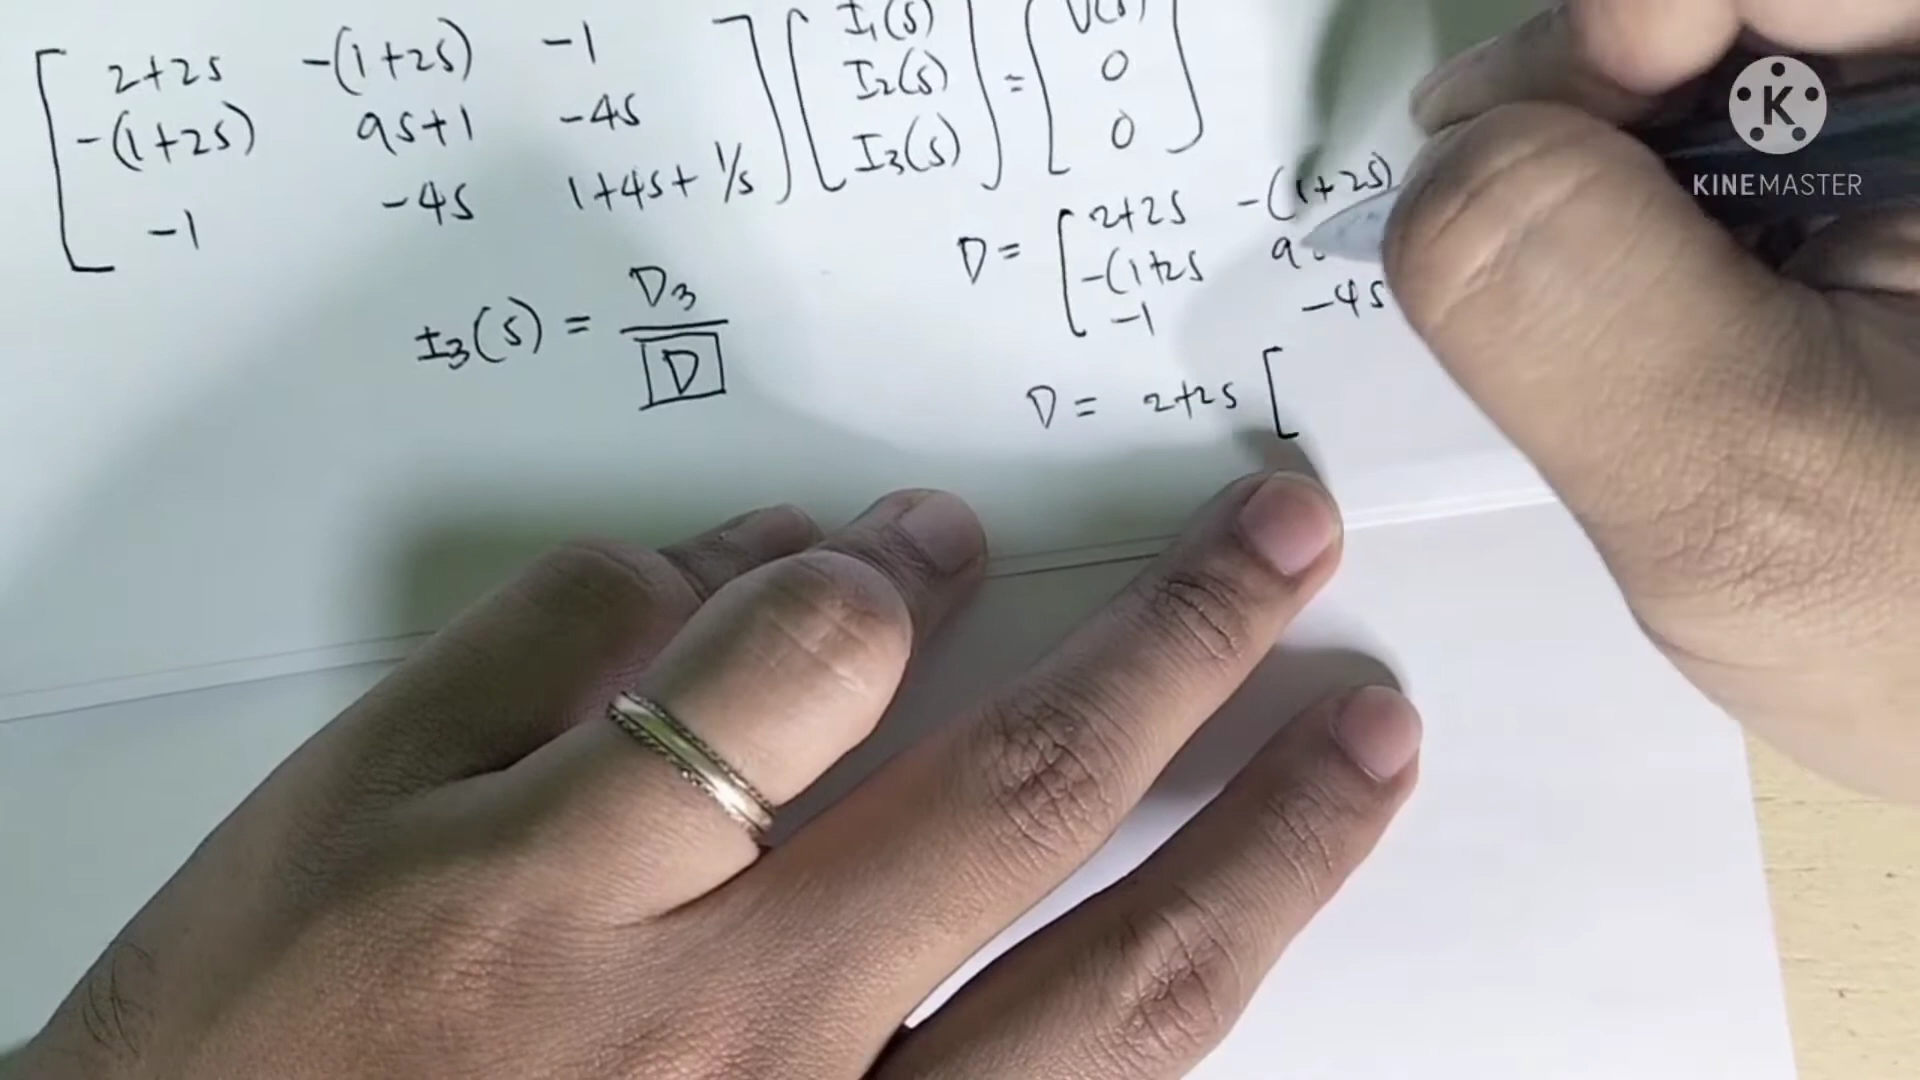 2+2s -(1+2s) -1 I₁(s) V(s)
-(1+2s) 9s+1 -4s I₂(s) = 0
-1 -4s 1+4s+1/s I₃(s) 0
I₃(s) = D₃/D
D = 2+2s -(1+2s)
-(1+2s 9
-1 -4s
D = 2+2s [
KINEMASTER